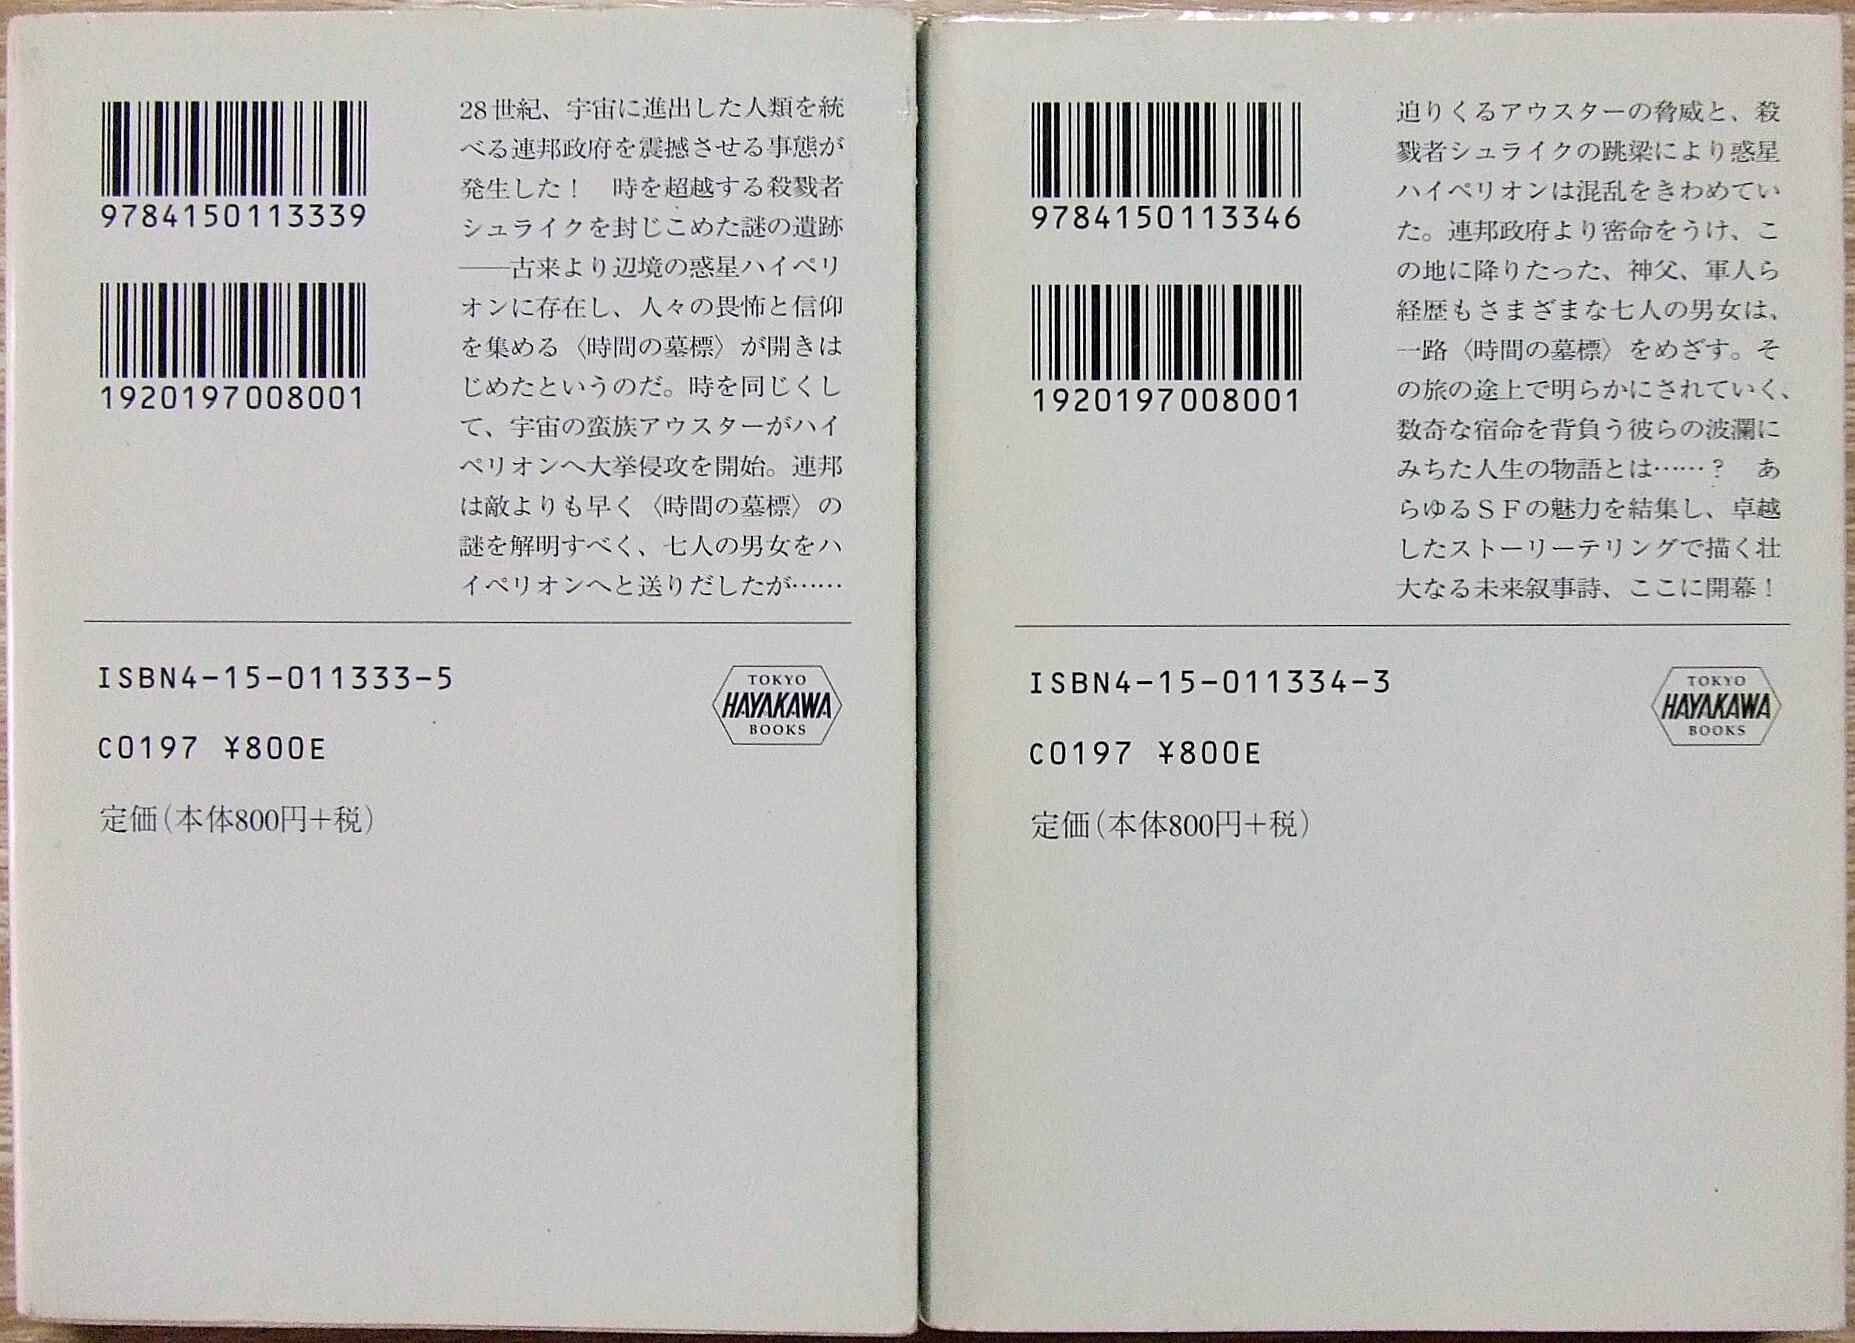 9784150113339
1920197008001
28世紀、宇宙に進出した人類を統
べる連邦政府を震撼させる事態が
発生した！　時を超越する殺戮者
シュライクを封じこめた謎の遺跡
――古来より辺境の惑星ハイペリ
オンに存在し、人々の畏怖と信仰
を集める〈時間の墓標〉が開きは
じめたというのだ。時を同じくし
て、宇宙の蛮族アウスターがハイ
ペリオンへ大挙侵攻を開始。連邦
は敵よりも早く〈時間の墓標〉の
謎を解明すべく、七人の男女をハ
イペリオンへと送りだしたが……
ISBN4-15-011333-5
C0197 ¥800E
定価(本体800円+税)
TOKYO
HAYAKAWA
BOOKS
9784150113346
1920197008001
迫りくるアウスターの脅威と、殺
戮者シュライクの跳梁により惑星
ハイペリオンは混乱をきわめてい
た。連邦政府より密命をうけ、こ
の地に降りたった、神父、軍人ら
経歴もさまざまな七人の男女は、
一路〈時間の墓標〉をめざす。そ
の旅の途上で明らかにされていく、
数奇な宿命を背負う彼らの波瀾に
みちた人生の物語とは……？　あ
らゆるＳＦの魅力を結集し、卓越
したストーリーテリングで描く壮
大なる未来叙事詩、ここに開幕！
ISBN4-15-011334-3
C0197 ¥800E
定価(本体800円+税)
TOKYO
HAYAKAWA
BOOKS